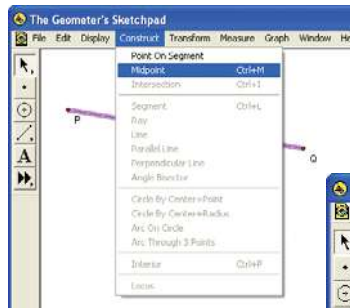 The Geometer's Sketchpad
File Edit Display Construct Transform Measure Graph Window
Point On Segment
Midpoint Ctrl+M
Intersection Ctrl+I
Segment Ctrl+L
Ray
Line
Parallel Line
Perpendicular Line
Angle Bisector
Circle By Center+Point
Circle By Center+Radius
Arc On Circle
Arc Through 3 Points
Interior Ctrl+P
Locus
P
Q
A